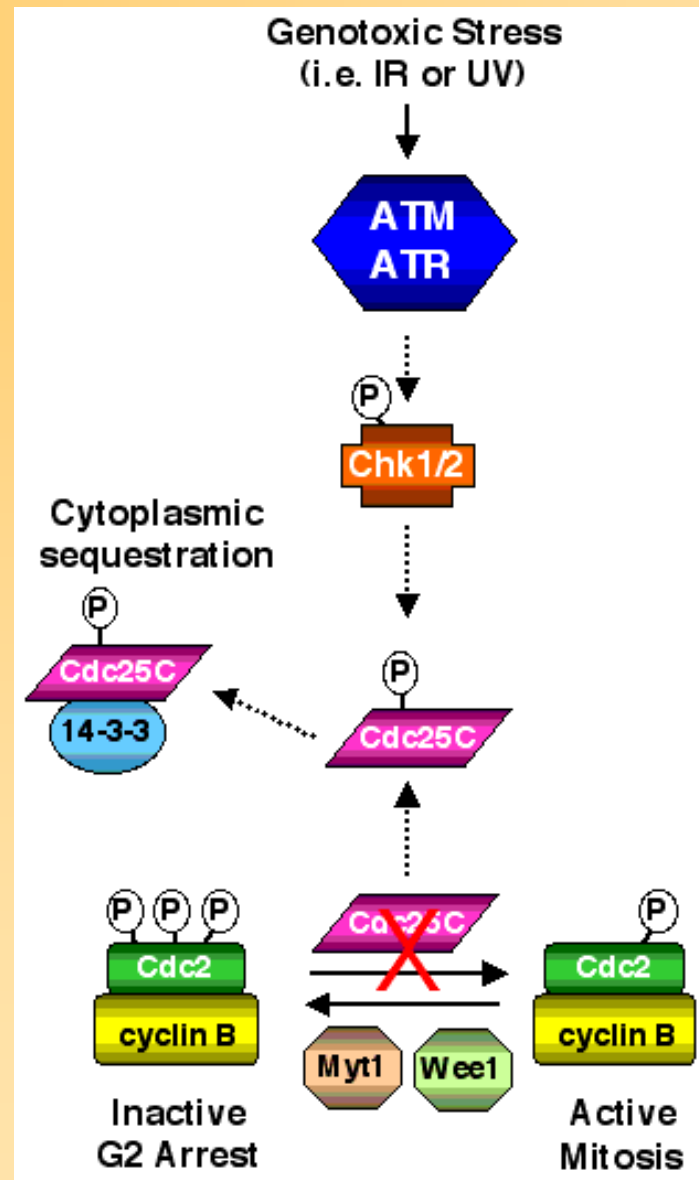 Genotoxic Stress
(i.e. IR or UV)
ATM
ATR
P
Chk1/2
Cytoplasmic
sequestration
P
Cdc25C
14-3-3
P
Cdc25C
Cdc25C
P P P
Cdc2
cyclin B
P
Cdc2
cyclin B
Myt1
Wee1
Inactive
G2 Arrest
Active
Mitosis